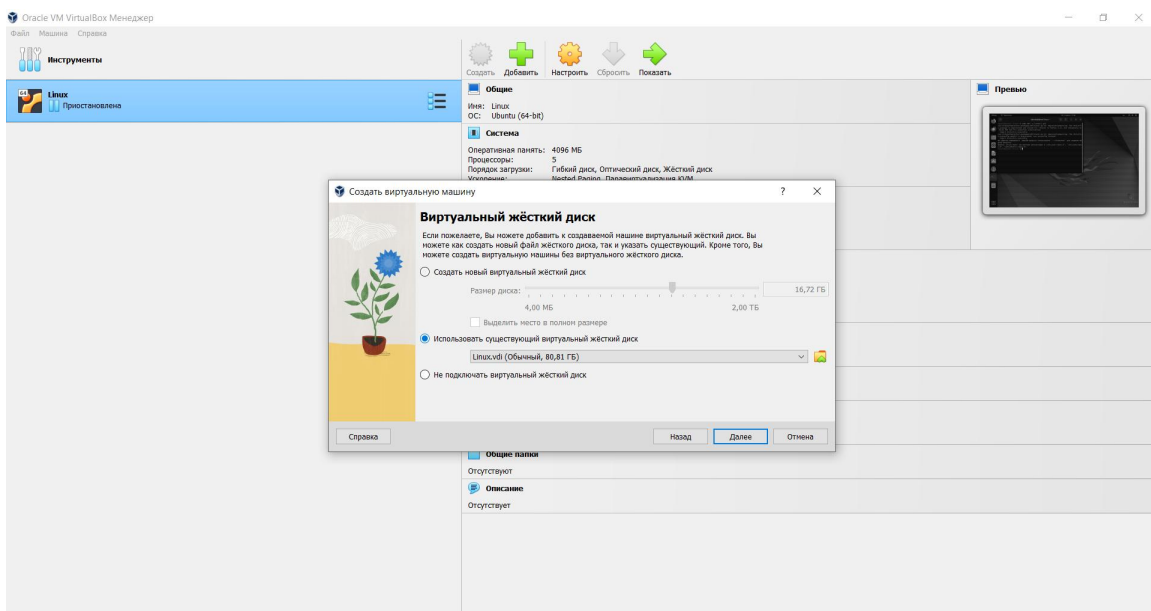 Oracle VM VirtualBox Менеджер
Файл Машина Справка
Инструменты
Создать Добавить Настроить Сбросить Показать
64
Linux
Приостановлена
Общие
Имя: Linux
ОС: Ubuntu (64-bit)
Превью
Система
Оперативная память: 4096 МБ
Процессоры: 5
Порядок загрузки: Гибкий диск, Оптический диск, Жёсткий диск
Ускорение: Nested Paging, Паравиртуализация KVM
Создать виртуальную машину
?
Виртуальный жёсткий диск
Если пожелаете, Вы можете добавить к создаваемой машине виртуальный жёсткий диск. Вы
можете как создать новый файл жёсткого диска, так и указать существующий. Кроме того, Вы
можете создать виртуальную машины без виртуального жёсткого диска.
Создать новый виртуальный жёсткий диск
Размер диска: 16,72 ГБ
4,00 МБ 2,00 ТБ
Выделить место в полном размере
Использовать существующий виртуальный жёсткий диск
Linux.vdi (Обычный, 80,81 ГБ)
Не подключать виртуальный жёсткий диск
Справка Назад Далее Отмена
Общие папки
Отсутствуют
Описание
Отсутствует